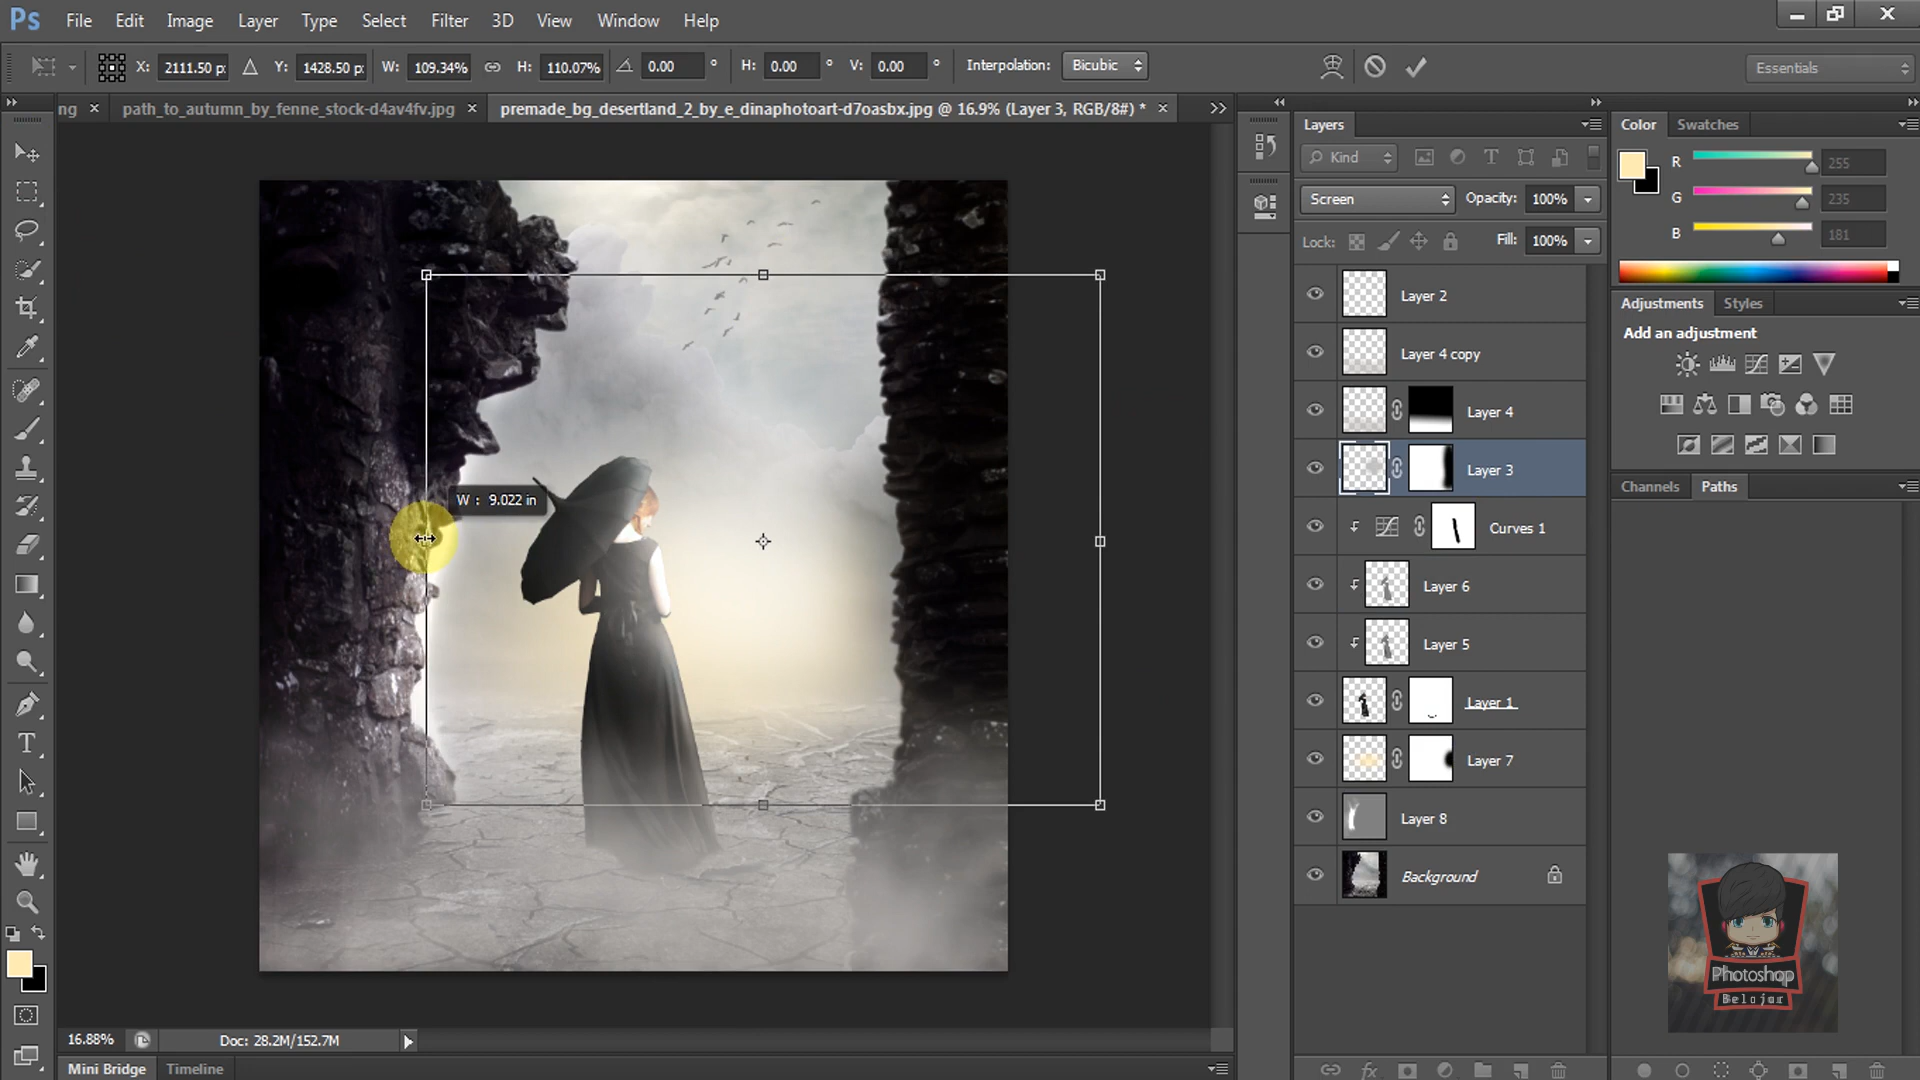 Ps File Edit Image Layer Type Select Filter 3D View Window Help
X: 2111.50 p Y: 1428.50 p W: 109.34% H: 110.07% 0.00 ° H: 0.00 ° V: 0.00 ° Interpolation: Bicubic Essentials
ng × path_to_autumn_by_fenne_stock-d4av4fv.jpg × premade_bg_desertland_2_by_e_dinaphotoart-d7oasbx.jpg @ 16.9% (Layer 3, RGB/8#) * ×
Layers
Kind
Screen Opacity: 100%
Lock: Fill: 100%
Layer 2
Layer 4 copy
Layer 4
Layer 3
Curves 1
Layer 6
Layer 5
Layer 1
Layer 7
Layer 8
Background
fx
Color Swatches
R 255
G 235
B 181
Adjustments Styles
Add an adjustment
Channels Paths
W : 9.022 in
Photoshop
Belajar
16.88% Doc: 28.2M/152.7M
Mini Bridge Timeline